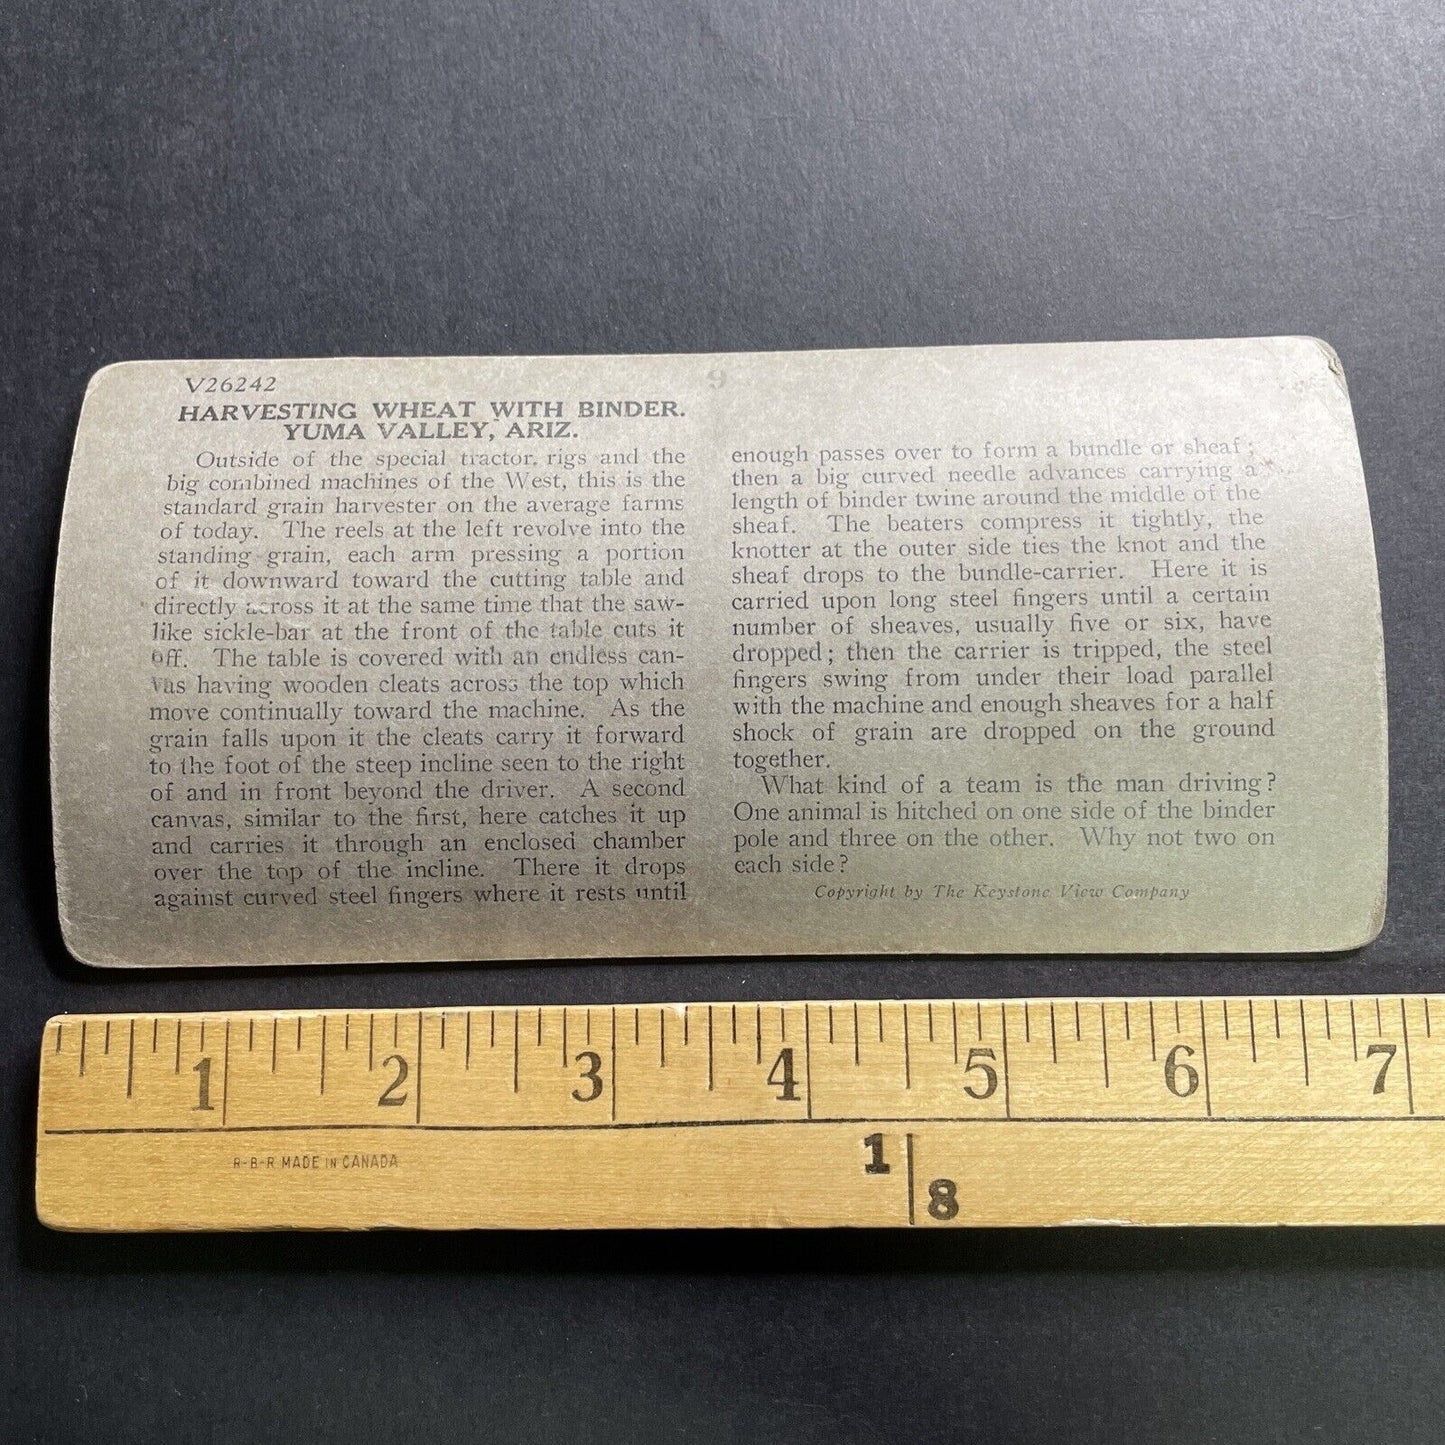 V26242
9
HARVESTING WHEAT WITH BINDER.
YUMA VALLEY, ARIZ.
Outside of the special tractor rigs and the
big combined machines of the West, this is the
standard grain harvester on the average farms
of today. The reels at the left revolve into the
standing grain, each arm pressing a portion
of it downward toward the cutting table and
directly across it at the same time that the saw-
like sickle-bar at the front of the table cuts it
off. The table is covered with an endless can-
vas having wooden cleats across the top which
move continually toward the machine. As the
grain falls upon it the cleats carry it forward
to the foot of the steep incline seen to the right
of and in front beyond the driver. A second
canvas, similar to the first, here catches it up
and carries it through an enclosed chamber
over the top of the incline. There it drops
against curved steel fingers where it rests until
enough passes over to form a bundle or sheaf;
then a big curved needle advances carrying a
length of binder twine around the middle of the
sheaf. The beaters compress it tightly, the
knotter at the outer side ties the knot and the
sheaf drops to the bundle-carrier. Here it is
carried upon long steel fingers until a certain
number of sheaves, usually five or six, have
dropped; then the carrier is tripped, the steel
fingers swing from under their load parallel
with the machine and enough sheaves for a half
shock of grain are dropped on the ground
together.
What kind of a team is the man driving?
One animal is hitched on one side of the binder
pole and three on the other. Why not two on
each side?
Copyright by The Keystone View Company
1 2 3 4 5 6 7
R-B-R MADE IN CANADA
1
8